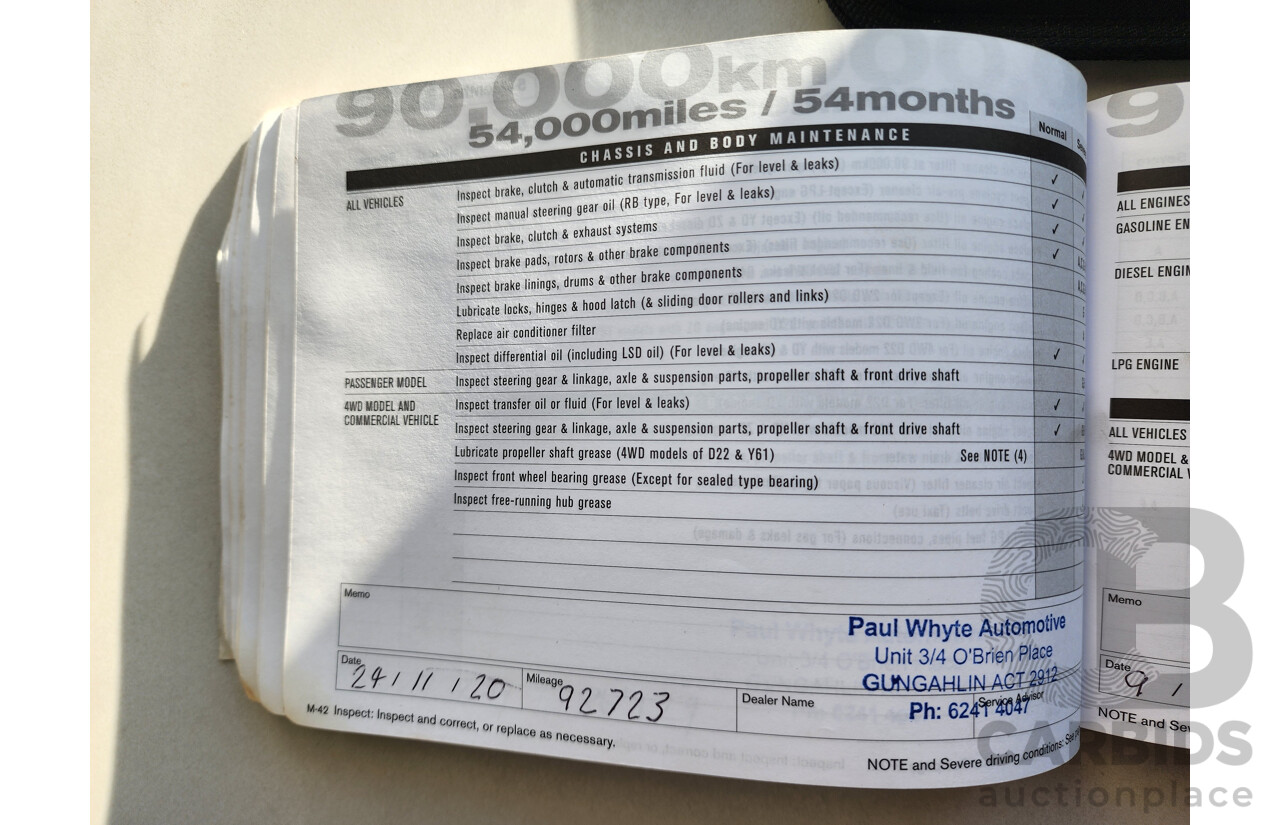 90,000km
54,000miles / 54months
CHASSIS AND BODY MAINTENANCE
Normal
ALL VEHICLES
Inspect brake, clutch & automatic transmission fluid (For level & leaks) ✓
Inspect manual steering gear oil (RB type, For level & leaks) ✓
Inspect brake, clutch & exhaust systems ✓
Inspect brake pads, rotors & other brake components ✓
Inspect brake linings, drums & other brake components
Lubricate locks, hinges & hood latch (& sliding door rollers and links)
Replace air conditioner filter
Inspect differential oil (including LSD oil) (For level & leaks) ✓
PASSENGER MODEL
Inspect steering gear & linkage, axle & suspension parts, propeller shaft & front drive shaft
4WD MODEL AND
COMMERCIAL VEHICLE
Inspect transfer oil or fluid (For level & leaks) ✓
Inspect steering gear & linkage, axle & suspension parts, propeller shaft & front drive shaft ✓
Lubricate propeller shaft grease (4WD models of D22 & Y61) See NOTE (4)
Inspect front wheel bearing grease (Except for sealed type bearing)
Inspect free-running hub grease
Memo
Paul Whyte Automotive
Unit 3/4 O'Brien Place
GUNGAHLIN ACT 2912
Ph: 6241 4047
Date
24/11/20
Mileage
92723
Dealer Name
Service Advisor
M-42 Inspect: Inspect and correct, or replace as necessary.
NOTE and Severe driving conditions: See
9
ALL ENGINES
GASOLINE EN
DIESEL ENGIN
LPG ENGINE
ALL VEHICLES
4WD MODEL &
COMMERCIAL V
Memo
Date
9 /
NOTE and Se
B
CARBIDS
auctionplace